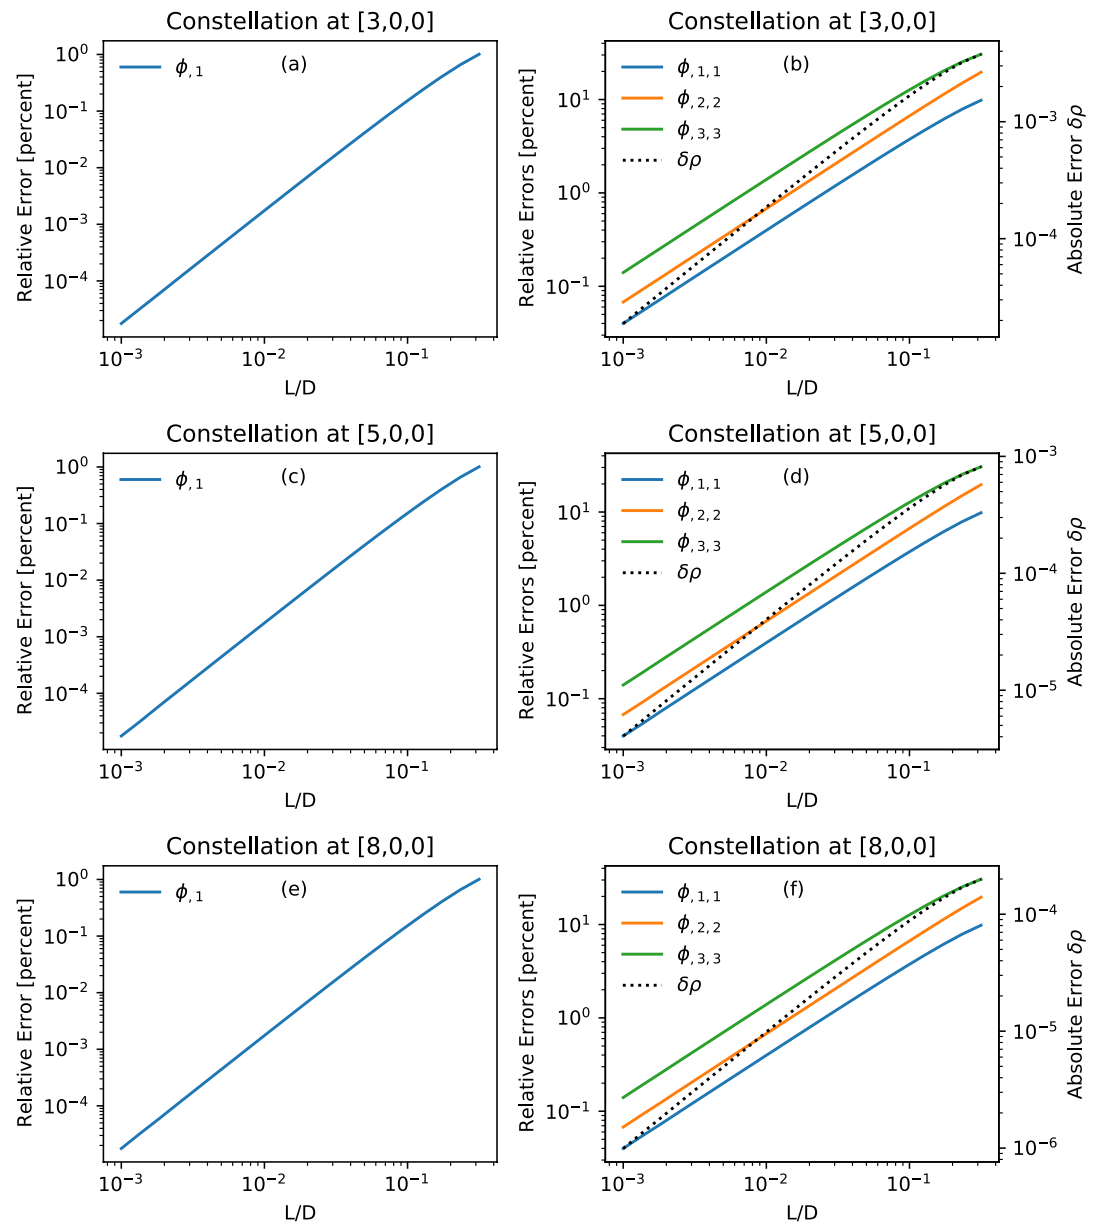 Constellation at [3,0,0]
Relative Error [percent]
10^0
10^-1
10^-2
10^-3
10^-4
ϕ,1
(a)
10^-3 10^-2 10^-1
L/D
Constellation at [3,0,0]
Relative Errors [percent]
10^1
10^0
10^-1
ϕ,1,1
ϕ,2,2
ϕ,3,3
δρ
(b)
10^-3
10^-4
Absolute Error δρ
10^-3 10^-2 10^-1
L/D
Constellation at [5,0,0]
Relative Error [percent]
10^0
10^-1
10^-2
10^-3
10^-4
ϕ,1
(c)
10^-3 10^-2 10^-1
L/D
Constellation at [5,0,0]
Relative Errors [percent]
10^1
10^0
10^-1
ϕ,1,1
ϕ,2,2
ϕ,3,3
δρ
(d)
10^-3
10^-4
10^-5
Absolute Error δρ
10^-3 10^-2 10^-1
L/D
Constellation at [8,0,0]
Relative Error [percent]
10^0
10^-1
10^-2
10^-3
10^-4
ϕ,1
(e)
10^-3 10^-2 10^-1
L/D
Constellation at [8,0,0]
Relative Errors [percent]
10^1
10^0
10^-1
ϕ,1,1
ϕ,2,2
ϕ,3,3
δρ
(f)
10^-4
10^-5
10^-6
Absolute Error δρ
10^-3 10^-2 10^-1
L/D